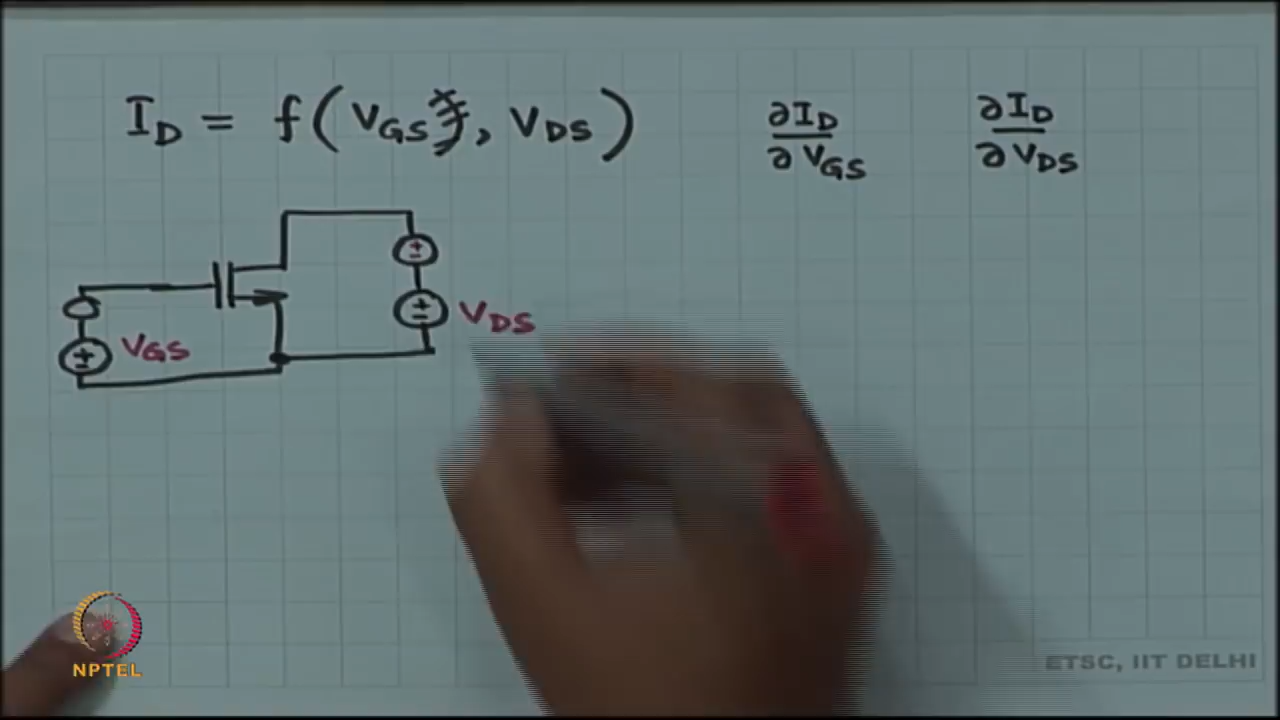 I_D = f(V_GS, V_DS)
∂I_D/∂V_GS
∂I_D/∂V_DS
V_GS
V_DS
NPTEL
ETSC, IIT DELHI